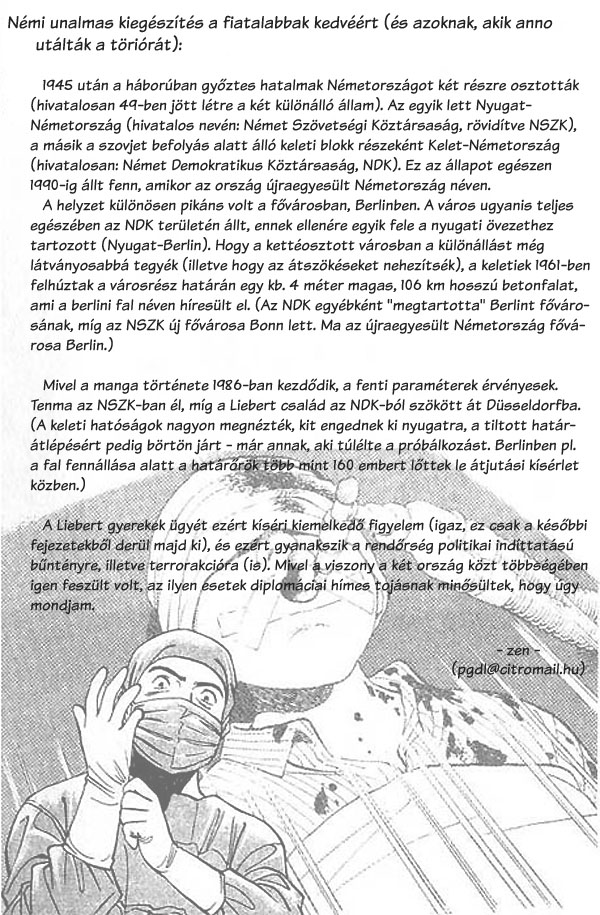 Némi unalmas kiegészítés a fiatalabbak kedvéért (és azoknak, akik anno
utálták a töriórát):
1945 után a háborúban győztes hatalmak Németországot két részre osztották
(hivatalosan 49-ben jött létre a két különálló állam). Az egyik lett Nyugat-
Németország (hivatalos nevén: Német Szövetségi Köztársaság, rövidítve NSZK),
a másik a szovjet befolyás alatt álló keleti blokk részeként Kelet-Németország
(hivatalosan: Német Demokratikus Köztársaság, NDK). Ez az állapot egészen
1990-ig állt fenn, amikor az ország újraegyesült Németország néven.
A helyzet különösen pikáns volt a fővárosban, Berlinben. A város ugyanis teljes
egészében az NDK területén állt, ennek ellenére egyik fele a nyugati övezethez
tartozott (Nyugat-Berlin). Hogy a kettéosztott városban a különállást még
látványosabbá tegyék (illetve hogy az átszökéseket nehezítsék), a keletiek 1961-ben
felhúztak a városrész határán egy kb. 4 méter magas, 106 km hosszú betonfalat,
ami a berlini fal néven híresült el. (Az NDK egyébként "megtartotta" Berlint főváro-
sának, míg az NSZK új fővárosa Bonn lett. Ma az újraegyesült Németország fővá-
rosa Berlin.)
Mivel a manga története 1986-ban kezdődik, a fenti paraméterek érvényesek.
Tenma az NSZK-ban él, míg a Liebert család az NDK-ból szökött át Düsseldorfba.
(A keleti hatóságok nagyon megnézték, kit engednek ki nyugatra, a tiltott határ-
átlépésért pedig börtön járt - már annak, aki túlélte a próbálkozást. Berlinben pl.
a fal fennállása alatt a határőrök több mint 160 embert lőttek le átjutási kísérlet
közben.)
A Liebert gyerekek ügyét ezért kíséri kiemelkedő figyelem (igaz, ez csak a későbbi
fejezetekből derül majd ki), és ezért gyanakszik a rendőrség politikai indíttatású
bűntényre, illetve terrorakcióra (is). Mivel a viszony a két ország közt többségében
igen feszült volt, az ilyen esetek diplomáciai hímes tojásnak minősültek, hogy úgy
mondjam.
- zen -
(pgdl@citromail.hu)